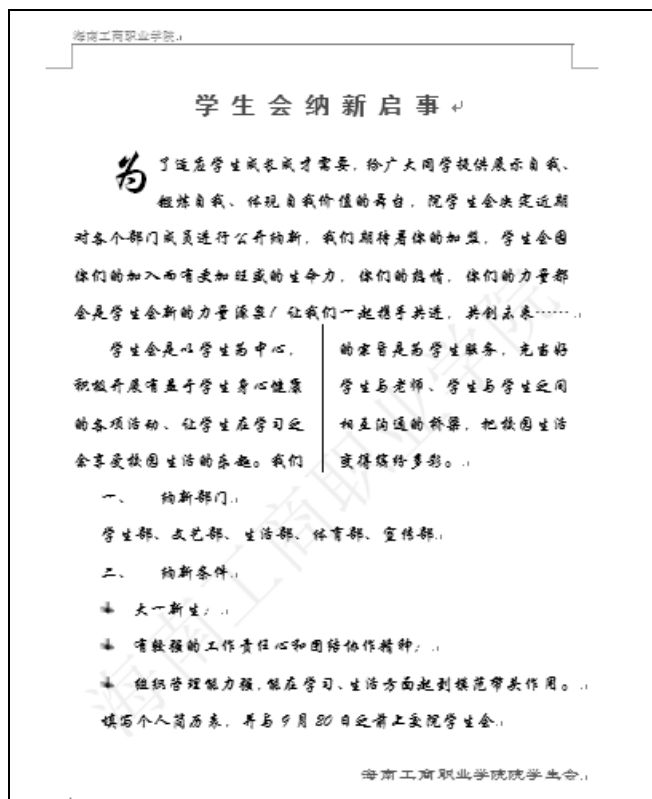 海南工商职业学院
学生会纳新启事
为了适应学生成长成才需要，给广大同学提供展示自我、
锻炼自我、体现自我价值的舞台，院学生会决定近期
对各个部门成员进行公开纳新，我们期待着你的加盟，学生会因
你们的加入而有更加旺盛的生命力，你们的热情，你们的力量都
会是学生会新的力量源泉！让我们一起携手共进，共创未来……
学生会是以学生为中心，
积极开展有益于学生身心健康
的各项活动、让学生在学习之
余享受校园生活的乐趣。我们
的宗旨是为学生服务，充当好
学生与老师、学生与学生之间
相互沟通的桥梁，把校园生活
变得缤纷多彩。
一、 纳新部门
学生部、文艺部、生活部、体育部、宣传部
二、 纳新条件
大一新生；
有较强的工作责任心和团结协作精神；
组织管理能力强，能在学习、生活方面起到模范带头作用。
填写个人简历表，并与9月20日之前上交院学生会
海南工商职业学院院学生会
海南工商职业学院